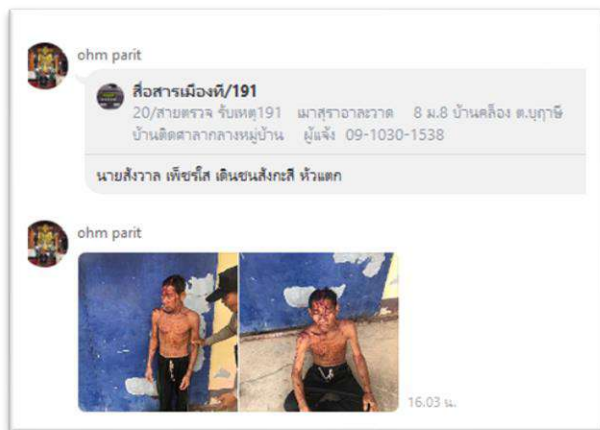 ohm parit
สื่อสารเมืองที/191
20/สายตรวจ รับเหตุ191 เมาสุราอาละวาด 8 ม.8 บ้านคล็อง ต.บุฤาษี
บ้านติดศาลากลางหมู่บ้าน ผู้แจ้ง 09-1030-1538
นายสังวาล เพ็ชรใส เดินชนสังกะสี หัวแตก
ohm parit
16.03 น.